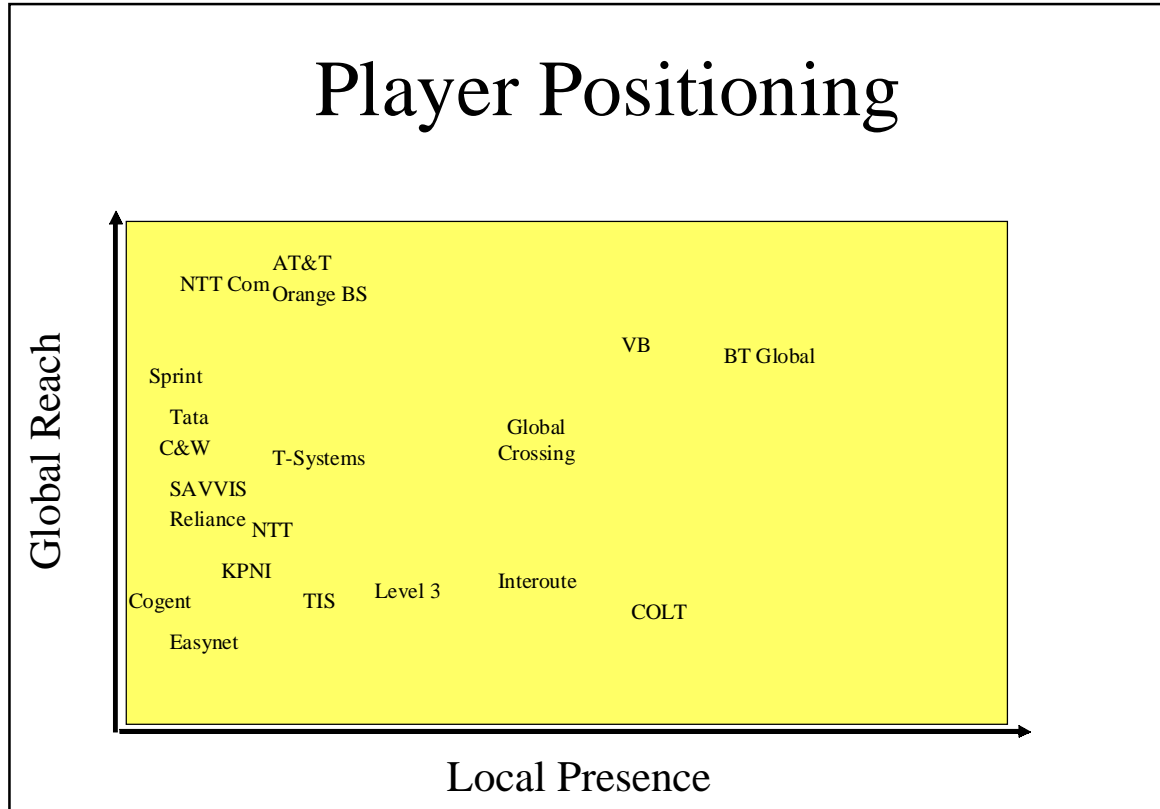 Player Positioning
Global Reach
AT&T
NTT Com
Orange BS
VB
BT Global
Sprint
Tata
Global
Crossing
C&W
T-Systems
SAVVIS
Reliance
NTT
KPNI
Interoute
Level 3
Cogent
TIS
COLT
Easynet
Local Presence